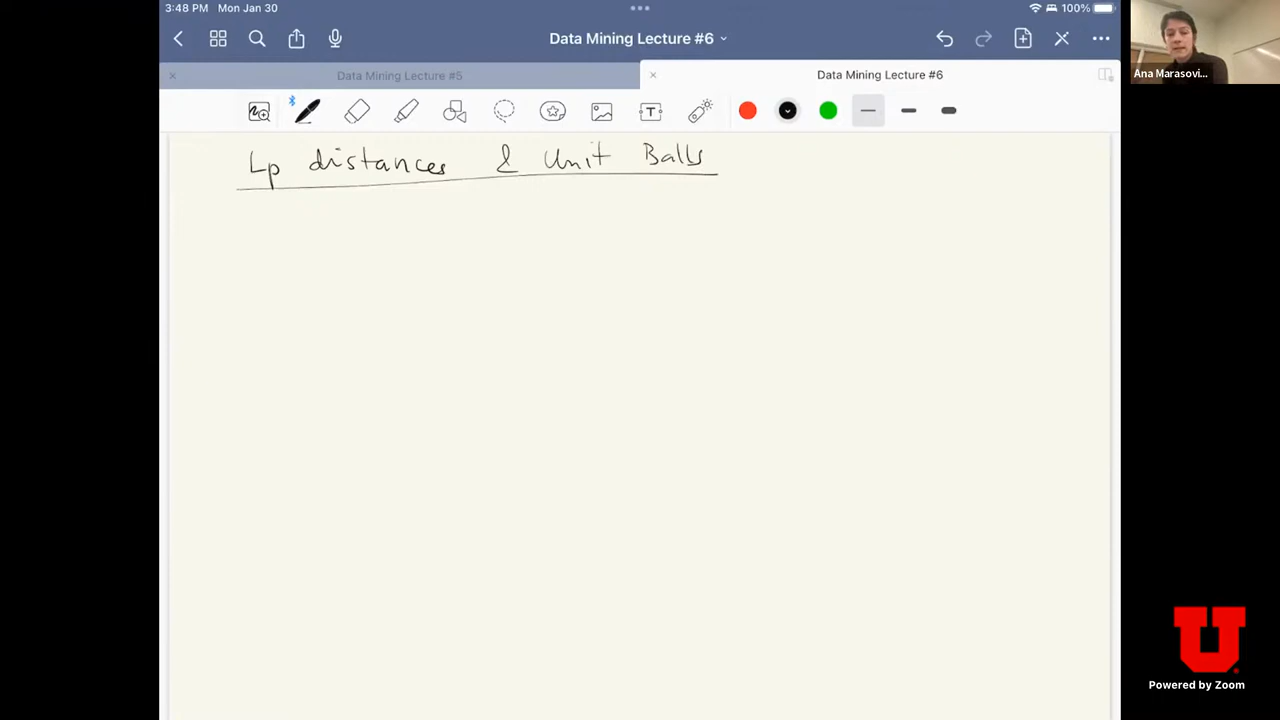 3:48 PM Mon Jan 30
100%
Data Mining Lecture #6
Data Mining Lecture #5
Data Mining Lecture #6
T
Lp distances & Unit Balls
Ana Marasovi...
U
Powered by Zoom